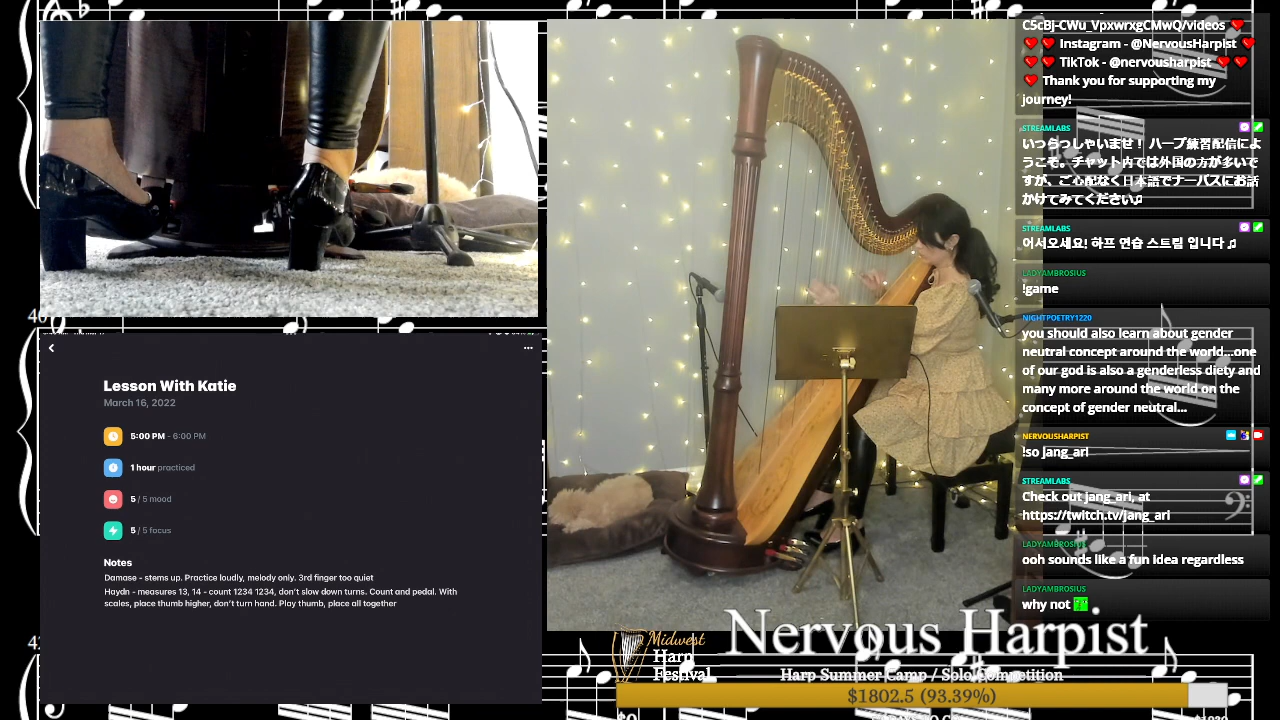 Lesson With Katie
March 16, 2022
5:00 PM - 6:00 PM
1 hour practiced
5 / 5 mood
5 / 5 focus
Notes
Damase - stems up. Practice loudly, melody only. 3rd finger too quiet
Haydn - measures 13, 14 - count 1234 1234, don't slow down turns. Count and pedal. With
scales, place thumb higher, don't turn hand. Play thumb, place all together
C5cBj-CWu_VpxwrxgCMwQ/videos
Instagram - @NervousHarpist
TikTok - @nervousharpist
Thank you for supporting my
journey!
STREAMLABS
いらっしゃいませ！ ハープ練習配信によ
うこそ。チャット内では外国の方が多いで
すが、ご心配なく日本語でナーバスにお話
かけてみてください♫
STREAMLABS
어서오세요! 하프 연습 스트림 입니다 ♫
LADYAMBROSIUS
!game
NIGHTPOETRY1220
you should also learn about gender
neutral concept around the world...one
of our god is also a genderless diety and
many more around the world on the
concept of gender neutral...
NERVOUSHARPIST
!so jang_ari
STREAMLABS
Check out jang_ari, at
https://twitch.tv/jang_ari
LADYAMBROSIUS
ooh sounds like a fun idea regardless
LADYAMBROSIUS
why not
Midwest
Harp
Festival
Nervous Harpist
Harp Summer Camp / Solo Competition
$1802.5 (93.39%)